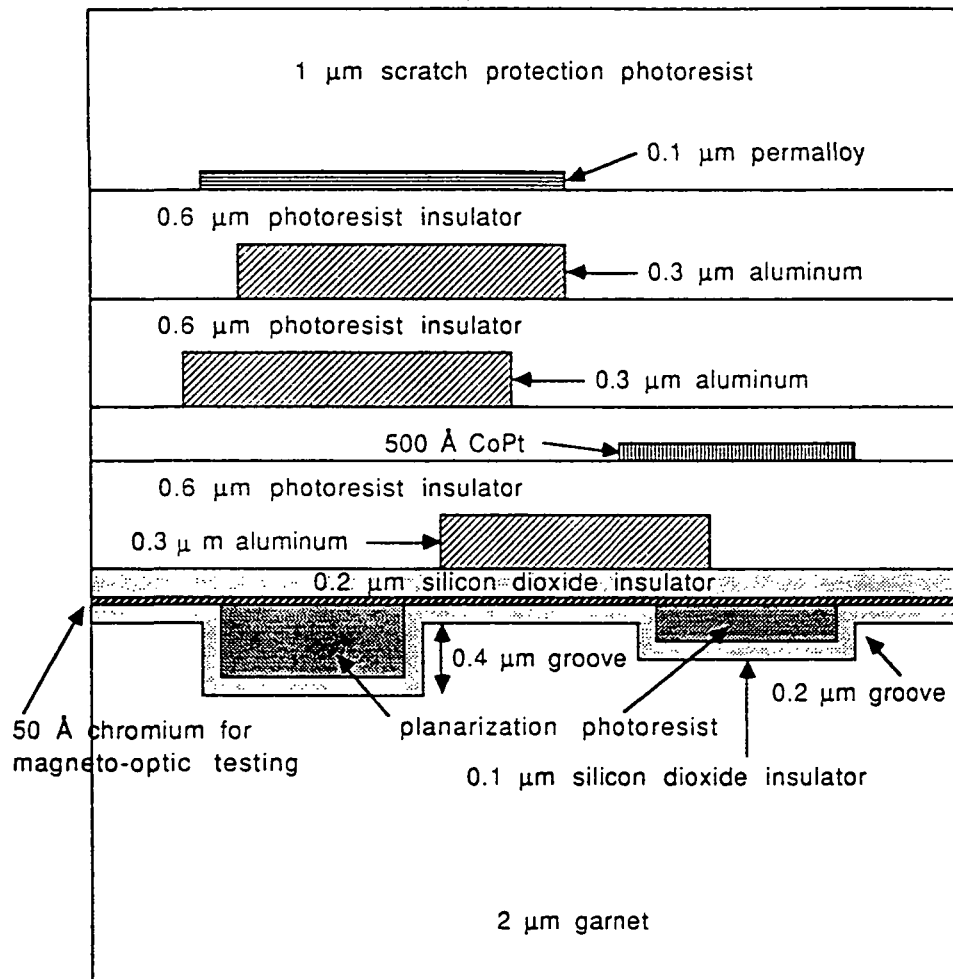 1 μm scratch protection photoresist
0.1 μm permalloy
0.6 μm photoresist insulator
0.3 μm aluminum
0.6 μm photoresist insulator
0.3 μm aluminum
500 Å CoPt
0.6 μm photoresist insulator
0.3 μ m aluminum
0.2 μm silicon dioxide insulator
0.4 μm groove
0.2 μm groove
50 Å chromium for
magneto-optic testing
planarization photoresist
0.1 μm silicon dioxide insulator
2 μm garnet